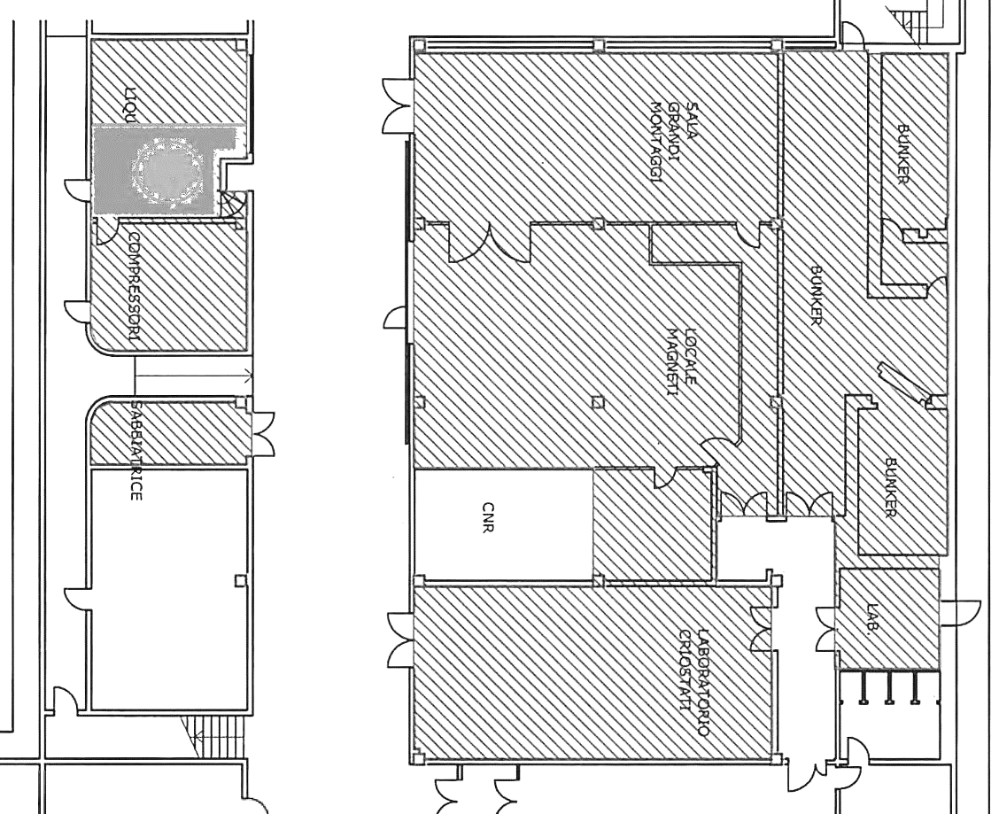 LIQU
COMPRESSORI
SABBIATRICE
SALA
GRANDI
MONTAGGI
LOCALE
MAGNETI
CNR
LABORATORIO
CRIOSTATI
BUNKER
BUNKER
BUNKER
LAB.